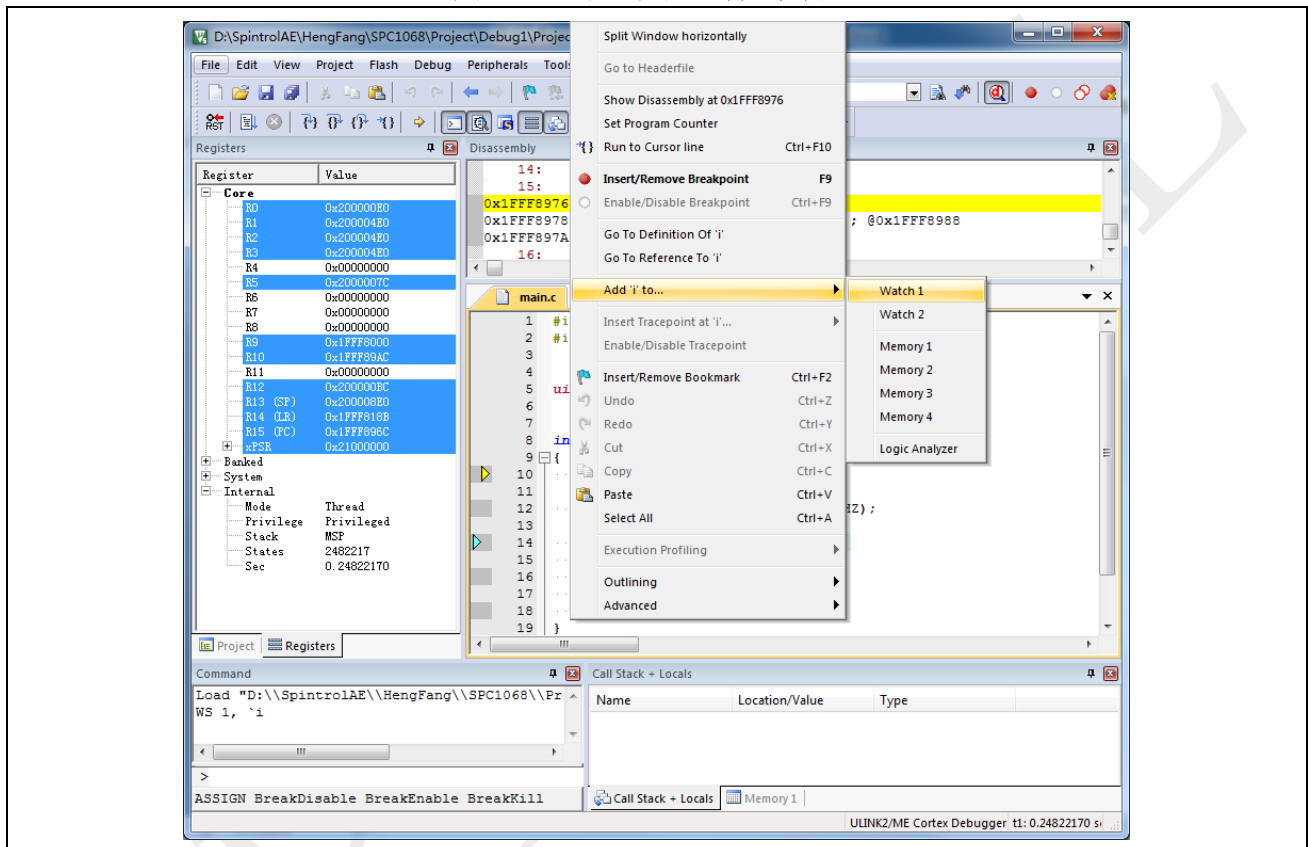 D:\SpintrolAE\HengFang\SPC1068\Project\Debug1\Projec
File Edit View Project Flash Debug Peripherals Tools
Registers
Register Value
Core
R0 0x200000E0
R1 0x200004E0
R2 0x200004E0
R3 0x200004E0
R4 0x00000000
R5 0x2000007C
R6 0x00000000
R7 0x00000000
R8 0x00000000
R9 0x1FFF8000
R10 0x1FFF89AC
R11 0x00000000
R12 0x200000BC
R13 (SP) 0x200008E0
R14 (LR) 0x1FFF818B
R15 (PC) 0x1FFF896C
xPSR 0x21000000
Banked
System
Internal
Mode Thread
Privilege Privileged
Stack MSP
States 2482217
Sec 0.24822170
Project Registers
Disassembly
14:
15:
0x1FFF8976
0x1FFF8978 ; @0x1FFF8988
0x1FFF897A
16:
main.c
1 #i
2 #i
3
4
5 ui
6
7
8 in
9 {
10
11
12 HZ);
13
14
15
16
17
18
19 }
Split Window horizontally
Go to Headerfile
Show Disassembly at 0x1FFF8976
Set Program Counter
Run to Cursor line Ctrl+F10
Insert/Remove Breakpoint F9
Enable/Disable Breakpoint Ctrl+F9
Go To Definition Of 'i'
Go To Reference To 'i'
Add 'i' to...
Insert Tracepoint at 'i'...
Enable/Disable Tracepoint
Insert/Remove Bookmark Ctrl+F2
Undo Ctrl+Z
Redo Ctrl+Y
Cut Ctrl+X
Copy Ctrl+C
Paste Ctrl+V
Select All Ctrl+A
Execution Profiling
Outlining
Advanced
Watch 1
Watch 2
Memory 1
Memory 2
Memory 3
Memory 4
Logic Analyzer
Command
Load "D:\\SpintrolAE\\HengFang\\SPC1068\\Pr
WS 1, `i
>
ASSIGN BreakDisable BreakEnable BreakKill
Call Stack + Locals
Name Location/Value Type
Call Stack + Locals Memory 1
ULINK2/ME Cortex Debugger t1: 0.24822170 s